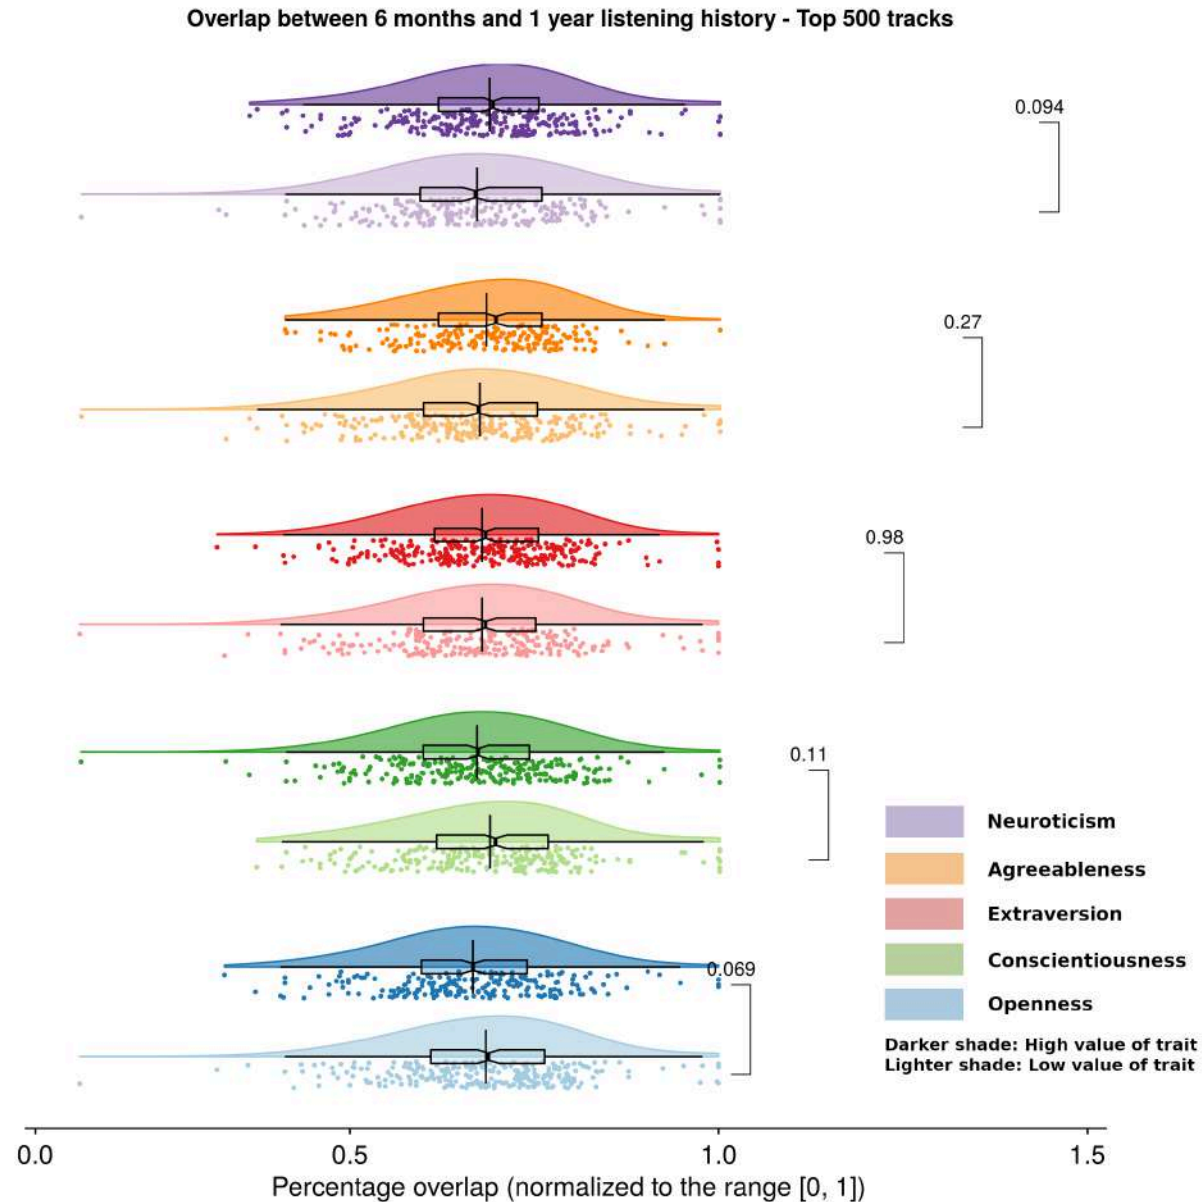 Overlap between 6 months and 1 year listening history - Top 500 tracks
0.094
0.27
0.98
0.11
0.069
Neuroticism
Agreeableness
Extraversion
Conscientiousness
Openness
Darker shade: High value of trait
Lighter shade: Low value of trait
0.0 0.5 1.0 1.5
Percentage overlap (normalized to the range [0, 1])